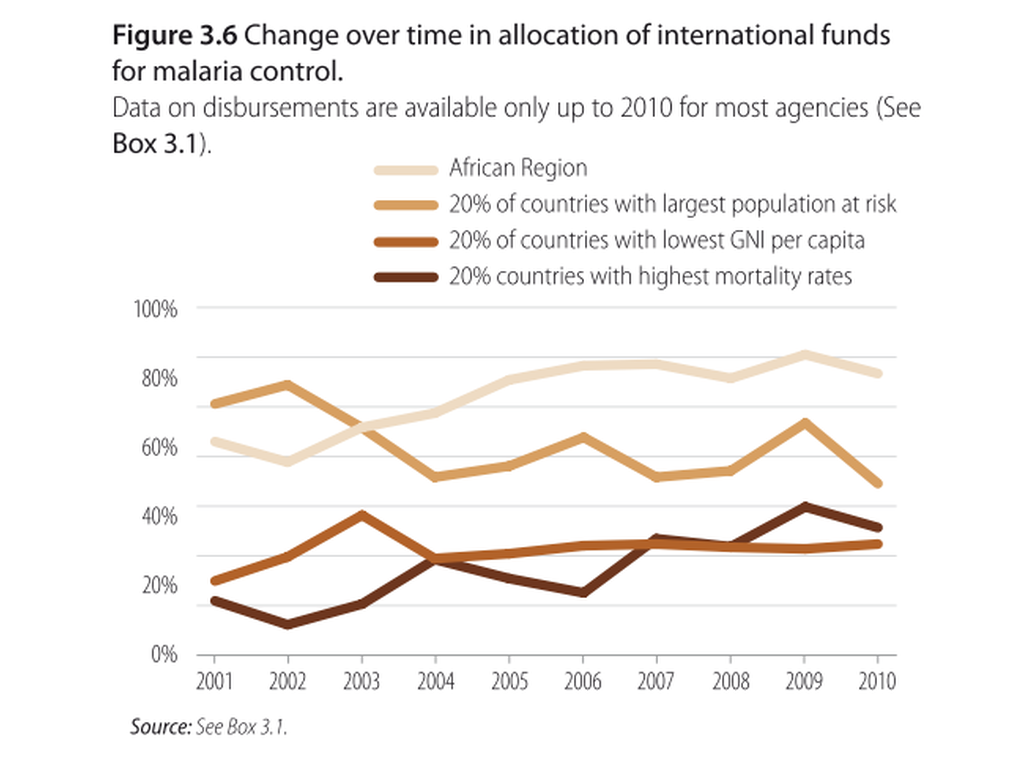 Figure 3.6 Change over time in allocation of international funds
for malaria control.
Data on disbursements are available only up to 2010 for most agencies (See
Box 3.1).
African Region
20% of countries with largest population at risk
20% of countries with lowest GNI per capita
20% countries with highest mortality rates
100%
80%
60%
40%
20%
0%
2001 2002 2003 2004 2005 2006 2007 2008 2009 2010
Source: See Box 3.1.